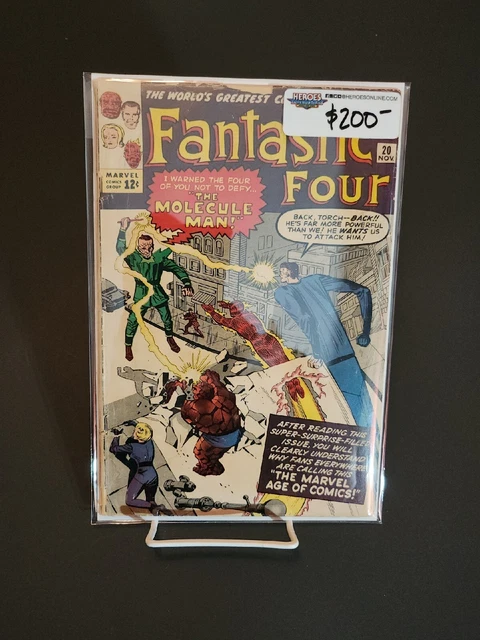 THE WORLD'S GREATEST
HEROES
@HEROESONLINE.COM
$200-
Fantastic
FOUR
20
NOV.
MARVEL
COMICS
GROUP
12¢
I WARNED THE FOUR
OF YOU NOT TO DEFY...
"THE
MOLECULE
MAN!"
BACK, TORCH--BACK!!
HE'S FAR MORE POWERFUL
THAN WE! HE WANTS US
TO ATTACK HIM!
AFTER READING THIS
SUPER-SURPRISE-FILLED
ISSUE, YOU WILL
CLEARLY UNDERSTAND
WHY FANS EVERYWHERE
ARE CALLING THIS
"THE MARVEL
AGE OF COMICS!"